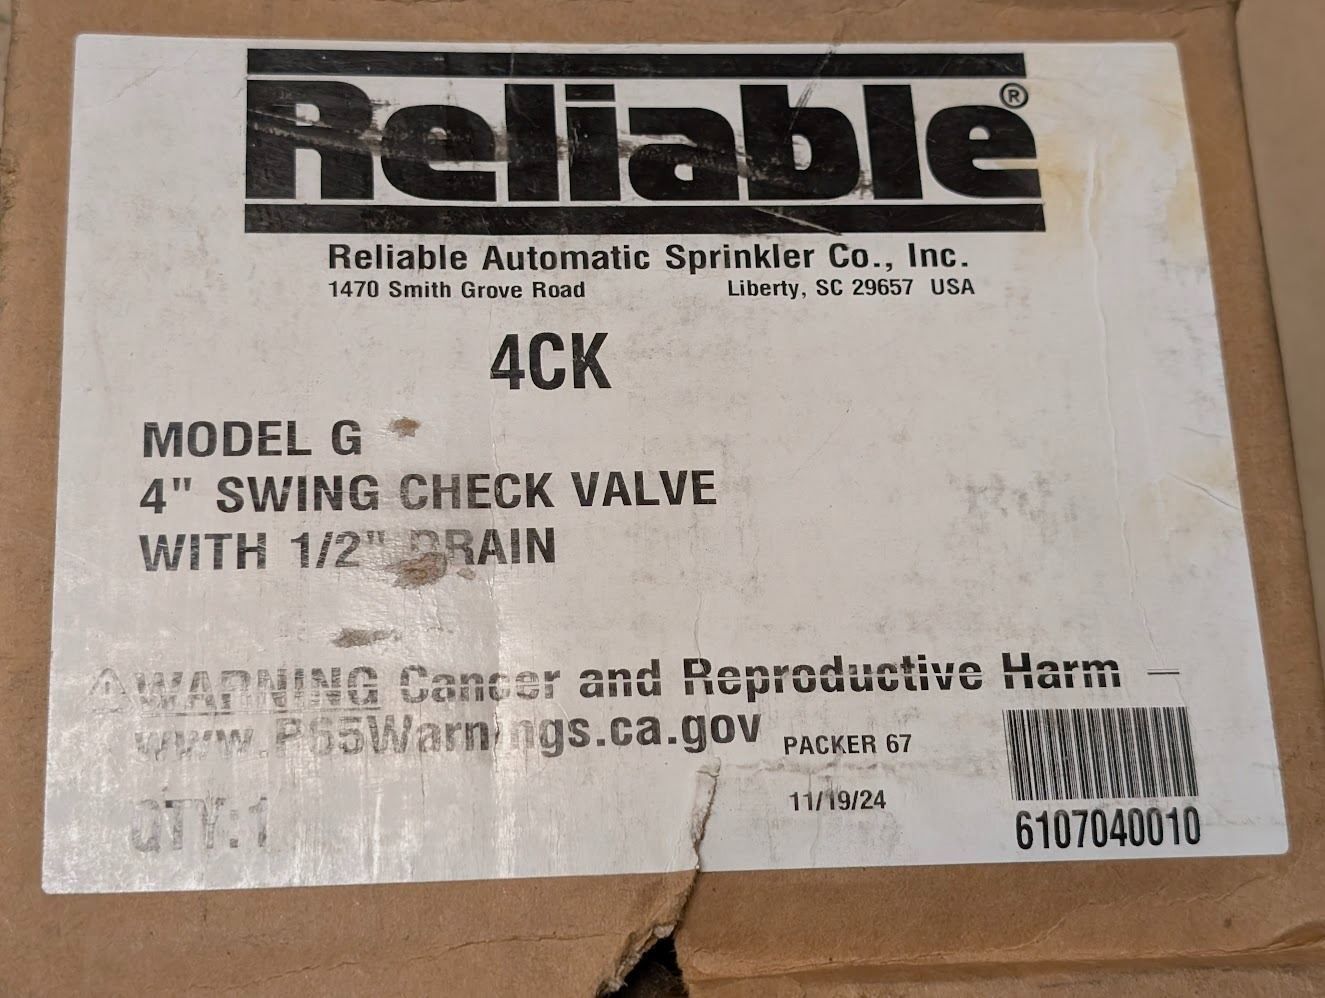 Reliable®
Reliable Automatic Sprinkler Co., Inc.
1470 Smith Grove Road Liberty, SC 29657 USA
4CK
MODEL G
4" SWING CHECK VALVE
WITH 1/2" DRAIN
⚠WARNING Cancer and Reproductive Harm —
www.P65Warnings.ca.gov
PACKER 67
11/19/24
QTY:1
6107040010